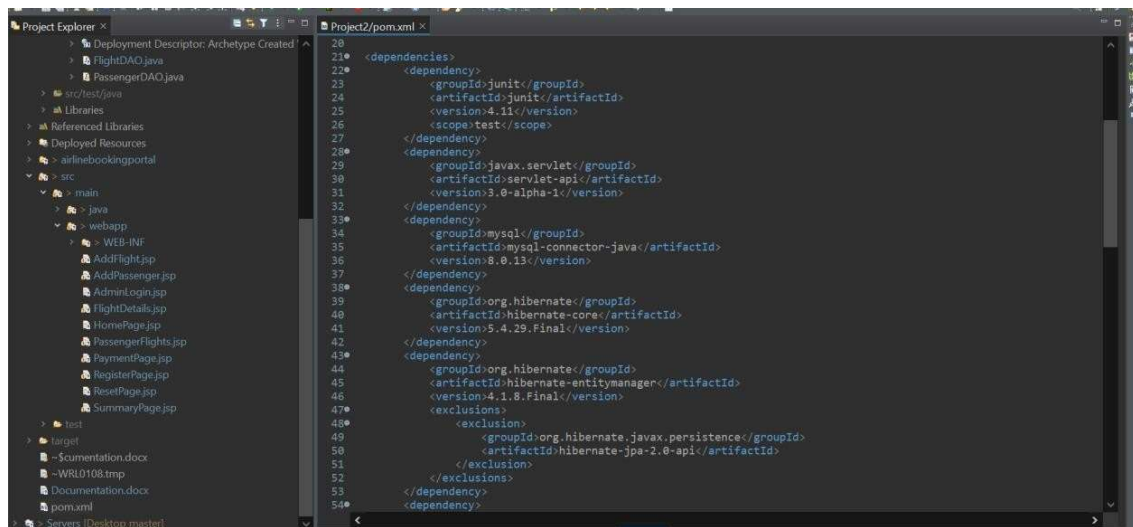 Project Explorer ×
> Deployment Descriptor: Archetype Created
> FlightDAO.java
> PassengerDAO.java
> src/test/java
> Libraries
> Referenced Libraries
> Deployed Resources
> > airlinebookingportal
> src
> main
> > java
> webapp
> > WEB-INF
AddFlight.jsp
AddPassenger.jsp
AdminLogin.jsp
FlightDetails.jsp
HomePage.jsp
PassengerFlights.jsp
PaymentPage.jsp
RegisterPage.jsp
ResetPage.jsp
SummaryPage.jsp
> > test
> target
~$cumentation.docx
~WRL0108.tmp
Documentation.docx
pom.xml
> > Servers [Desktop master]
Project2/pom.xml ×
20
21 <dependencies>
22 <dependency>
23 <groupId>junit</groupId>
24 <artifactId>junit</artifactId>
25 <version>4.11</version>
26 <scope>test</scope>
27 </dependency>
28 <dependency>
29 <groupId>javax.servlet</groupId>
30 <artifactId>servlet-api</artifactId>
31 <version>3.0-alpha-1</version>
32 </dependency>
33 <dependency>
34 <groupId>mysql</groupId>
35 <artifactId>mysql-connector-java</artifactId>
36 <version>8.0.13</version>
37 </dependency>
38 <dependency>
39 <groupId>org.hibernate</groupId>
40 <artifactId>hibernate-core</artifactId>
41 <version>5.4.29.Final</version>
42 </dependency>
43 <dependency>
44 <groupId>org.hibernate</groupId>
45 <artifactId>hibernate-entitymanager</artifactId>
46 <version>4.1.8.Final</version>
47 <exclusions>
48 <exclusion>
49 <groupId>org.hibernate.javax.persistence</groupId>
50 <artifactId>hibernate-jpa-2.0-api</artifactId>
51 </exclusion>
52 </exclusions>
53 </dependency>
54 <dependency>